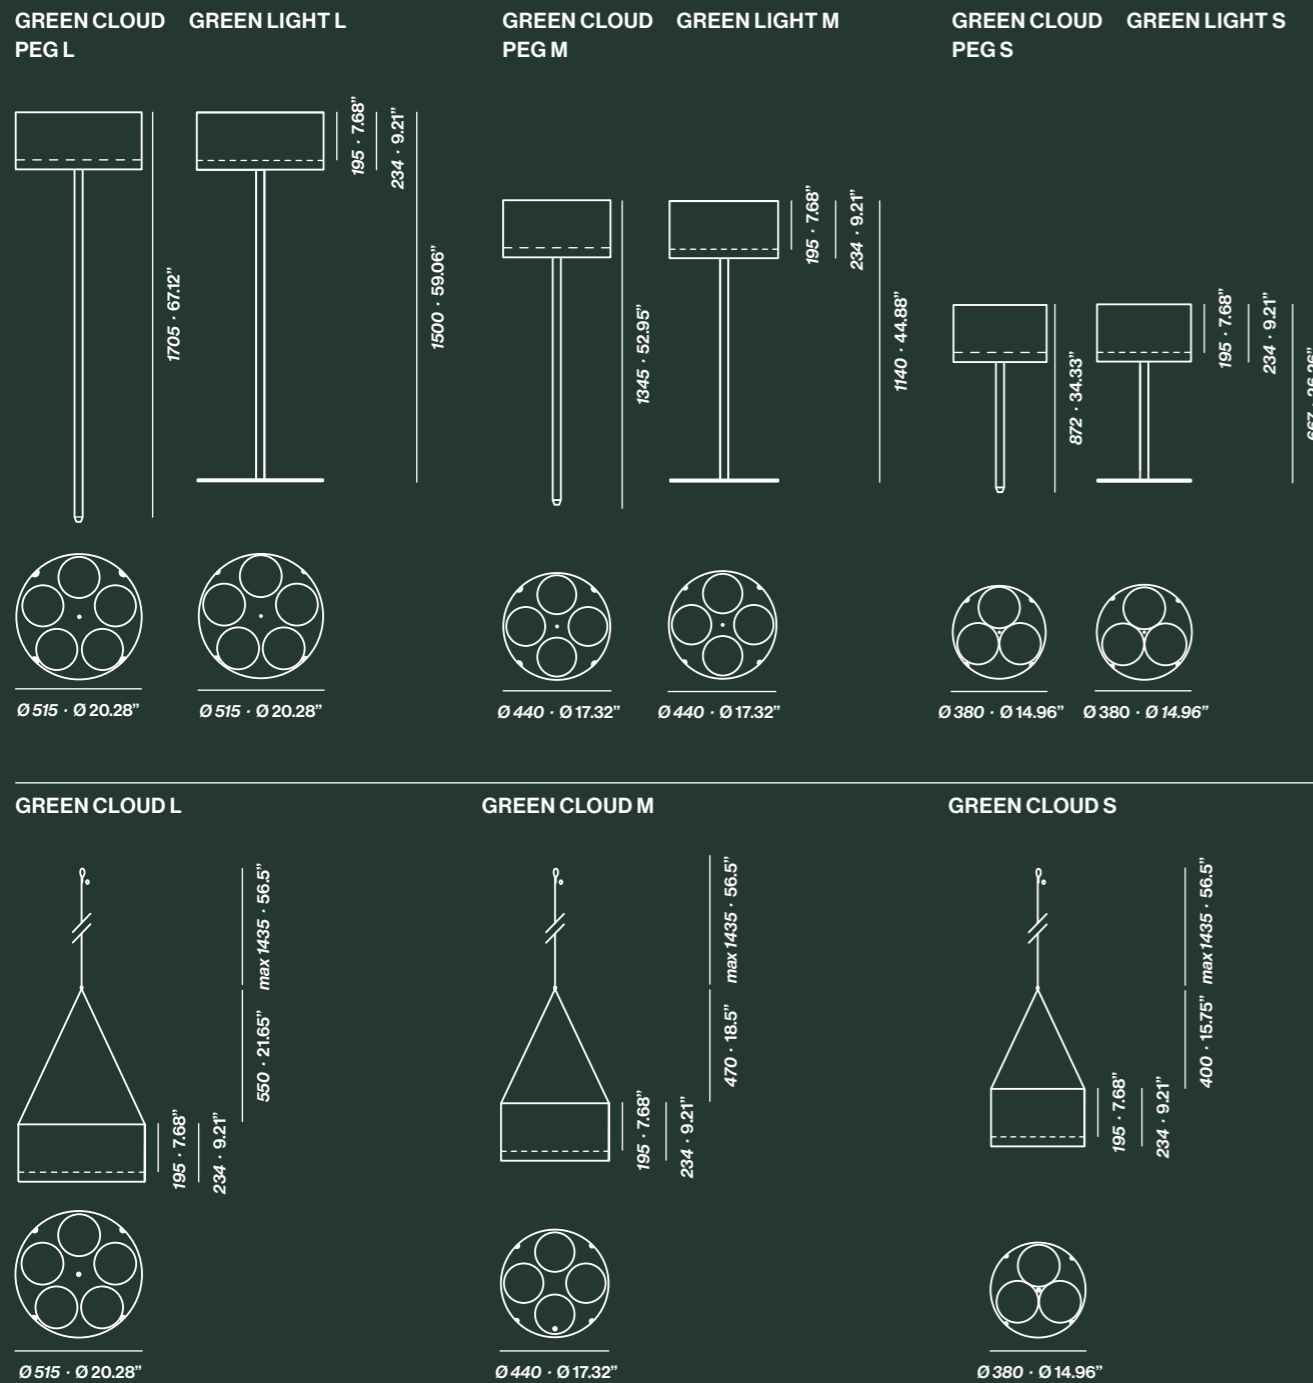 GREEN CLOUD
PEG L
GREEN LIGHT L
GREEN CLOUD
PEG M
GREEN LIGHT M
GREEN CLOUD
PEG S
GREEN LIGHT S
1705 · 67.12”
195 · 7.68”
234 · 9.21”
1500 · 59.06”
1345 · 52.95”
195 · 7.68”
234 · 9.21”
1140 · 44.88”
872 · 34.33”
195 · 7.68”
234 · 9.21”
Ø 515 · Ø 20.28”
Ø 515 · Ø 20.28”
Ø 440 · Ø 17.32”
Ø 440 · Ø 17.32”
Ø 380 · Ø 14.96”
Ø 380 · Ø 14.96”
GREEN CLOUD L
GREEN CLOUD M
GREEN CLOUD S
max 1435 · 56.5”
550 · 21.65”
195 · 7.68”
234 · 9.21”
max 1435 · 56.5”
470 · 18.5”
195 · 7.68”
234 · 9.21”
max 1435 · 56.5”
400 · 15.75”
195 · 7.68”
234 · 9.21”
Ø 515 · Ø 20.28”
Ø 440 · Ø 17.32”
Ø 380 · Ø 14.96”